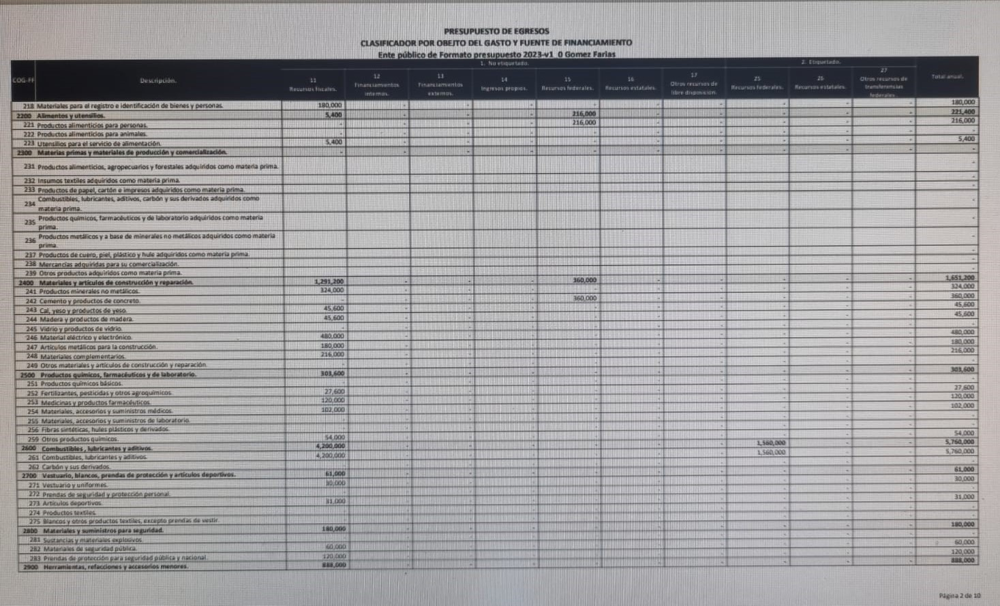 PRESUPUESTO DE EGRESOS
CLASIFICADOR POR OBEJTO DEL GASTO Y FUENTE DE FINANCIAMIENTO
Ente público de Formato presupuesto 2023-v1_0 Gomez Farias
1. No etiquetado. 2. Etiquetado.
COG-FF Descripción. 11 Recursos fiscales. 12 Financiamientos internos. 13 Financiamientos externos. 14 Ingresos propios. 15 Recursos federales. 16 Recursos estatales. 17 Otros recursos de libre disposición. 25 Recursos federales. 26 Recursos estatales. 27 Otros recursos de transferencias federales. Total anual.
218 Materiales para el registro e identificación de bienes y personas. 180,000 - - - - - - - - - 180,000
2200 Alimentos y utensilios. 5,400 - - - 216,000 - - - - - 221,400
221 Productos alimenticios para personas. - - - - 216,000 - - - - - 216,000
222 Productos alimenticios para animales. - - - - - - - - - - -
223 Utensilios para el servicio de alimentación. 5,400 - - - - - - - - - 5,400
2300 Materias primas y materiales de producción y comercialización. - - - - - - - - - - -
231 Productos alimenticios, agropecuarios y forestales adquiridos como materia prima. -
232 Insumos textiles adquiridos como materia prima. -
233 Productos de papel, cartón e impresos adquiridos como materia prima. -
234 Combustibles, lubricantes, aditivos, carbón y sus derivados adquiridos como
materia prima. -
235 Productos químicos, farmacéuticos y de laboratorio adquiridos como materia
prima. -
236 Productos metálicos y a base de minerales no metálicos adquiridos como materia
prima. -
237 Productos de cuero, piel, plástico y hule adquiridos como materia prima. -
238 Mercancías adquiridas para su comercialización. -
239 Otros productos adquiridos como materia prima. -
2400 Materiales y artículos de construcción y reparación. 1,291,200 - - - 360,000 - - - - - 1,651,200
241 Productos minerales no metálicos. 324,000 - - - - - - - - - 324,000
242 Cemento y productos de concreto. - - - - 360,000 - - - - - 360,000
243 Cal, yeso y productos de yeso. 45,600 - - - - - - - - - 45,600
244 Madera y productos de madera. 45,600 - - - - - - - - - 45,600
245 Vidrio y productos de vidrio. - - - - - - - - - - -
246 Material eléctrico y electrónico. 480,000 - - - - - - - - - 480,000
247 Artículos metálicos para la construcción. 180,000 - - - - - - - - - 180,000
248 Materiales complementarios. 216,000 - - - - - - - - - 216,000
249 Otros materiales y artículos de construcción y reparación. - - - - - - - - - - -
2500 Productos químicos, farmacéuticos y de laboratorio. 303,600 - - - - - - - - - 303,600
251 Productos químicos básicos. - - - - - - - - - - -
252 Fertilizantes, pesticidas y otros agroquímicos. 27,600 - - - - - - - - - 27,600
253 Medicinas y productos farmacéuticos. 120,000 - - - - - - - - - 120,000
254 Materiales, accesorios y suministros médicos. 102,000 - - - - - - - - - 102,000
255 Materiales, accesorios y suministros de laboratorio. - - - - - - - - - - -
256 Fibras sintéticas, hules plásticos y derivados. - - - - - - - - - - -
259 Otros productos químicos. 54,000 - - - - - - - - - 54,000
2600 Combustibles, lubricantes y aditivos. 4,200,000 - - - - - - 1,560,000 - - 5,760,000
261 Combustibles, lubricantes y aditivos. 4,200,000 - - - - - - 1,560,000 - - 5,760,000
262 Carbón y sus derivados. - - - - - - - - - - -
2700 Vestuario, blancos, prendas de protección y artículos deportivos. 61,000 - - - - - - - - - 61,000
271 Vestuario y uniformes. 30,000 - - - - - - - - - 30,000
272 Prendas de seguridad y protección personal. - - - - - - - - - - -
273 Artículos deportivos. 31,000 - - - - - - - - - 31,000
274 Productos textiles. - - - - - - - - - - -
275 Blancos y otros productos textiles, excepto prendas de vestir. - - - - - - - - - - -
2800 Materiales y suministros para seguridad. 180,000 - - - - - - - - - 180,000
281 Sustancias y materiales explosivos. - - - - - - - - - - -
282 Materiales de seguridad pública. 60,000 - - - - - - - - - 60,000
283 Prendas de protección para seguridad pública y nacional. 120,000 - - - - - - - - - 120,000
2900 Herramientas, refacciones y accesorios menores. 888,000 - - - - - - - - - 888,000
Página 2 de 10